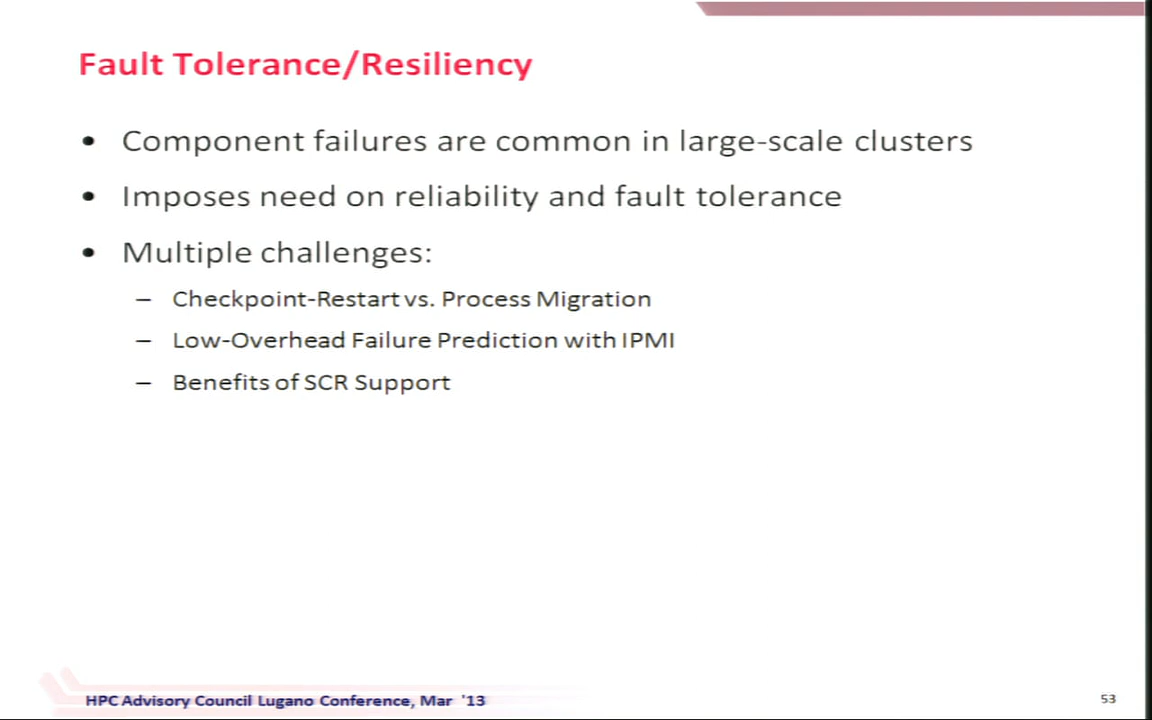 Fault Tolerance/Resiliency
• Component failures are common in large-scale clusters
• Imposes need on reliability and fault tolerance
• Multiple challenges:
– Checkpoint-Restart vs. Process Migration
– Low-Overhead Failure Prediction with IPMI
– Benefits of SCR Support
HPC Advisory Council Lugano Conference, Mar '13
53